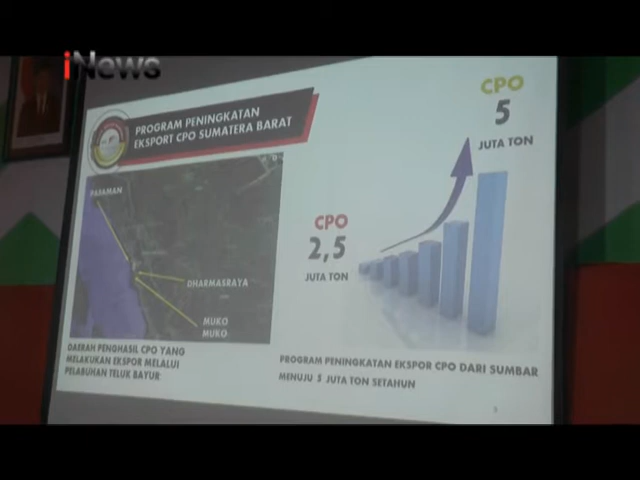 iNews
PROGRAM PENINGKATAN
EKSPORT CPO SUMATERA BARAT
PASAMAN
DHARMASRAYA
MUKO
MUKO
DAERAH PENGHASIL CPO YANG
MELAKUKAN EKSPOR MELALUI
PELABUHAN TELUK BAYUR
CPO
2,5
JUTA TON
CPO
5
JUTA TON
PROGRAM PENINGKATAN EKSPOR CPO DARI SUMBAR
MENUJU 5 JUTA TON SETAHUN